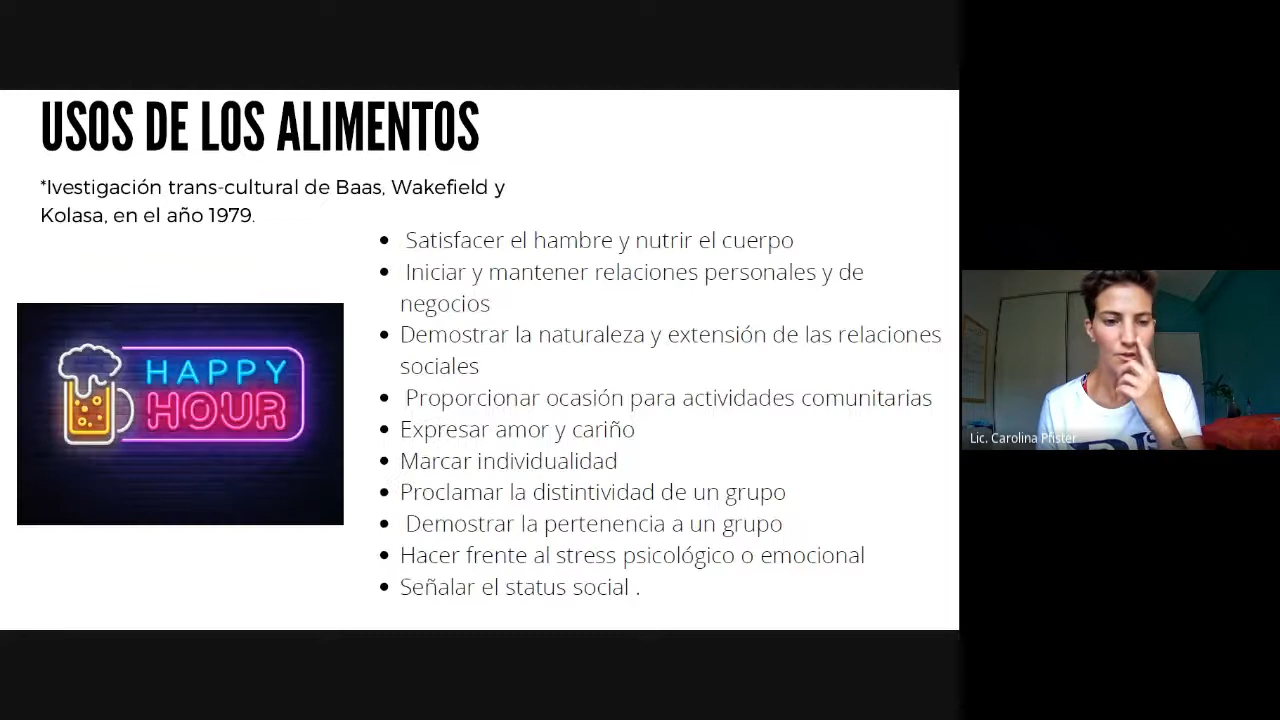 USOS DE LOS ALIMENTOS
*Ivestigación trans-cultural de Baas, Wakefield y
Kolasa, en el año 1979.
HAPPY
HOUR
• Satisfacer el hambre y nutrir el cuerpo
• Iniciar y mantener relaciones personales y de
negocios
• Demostrar la naturaleza y extensión de las relaciones
sociales
• Proporcionar ocasión para actividades comunitarias
• Expresar amor y cariño
• Marcar individualidad
• Proclamar la distintividad de un grupo
• Demostrar la pertenencia a un grupo
• Hacer frente al stress psicológico o emocional
• Señalar el status social .
Lic. Carolina Pfister